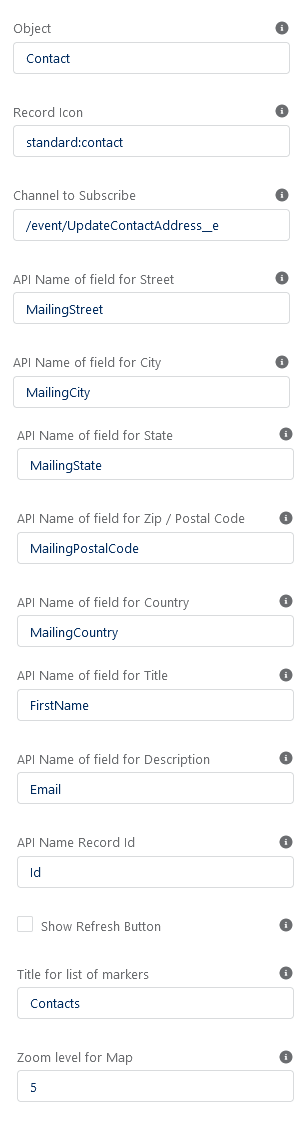 Object
Contact
Record Icon
standard:contact
Channel to Subscribe
/event/UpdateContactAddress__e
API Name of field for Street
MailingStreet
API Name of field for City
MailingCity
API Name of field for State
MailingState
API Name of field for Zip / Postal Code
MailingPostalCode
API Name of field for Country
MailingCountry
API Name of field for Title
FirstName
API Name of field for Description
Email
API Name Record Id
Id
Show Refresh Button
Title for list of markers
Contacts
Zoom level for Map
5